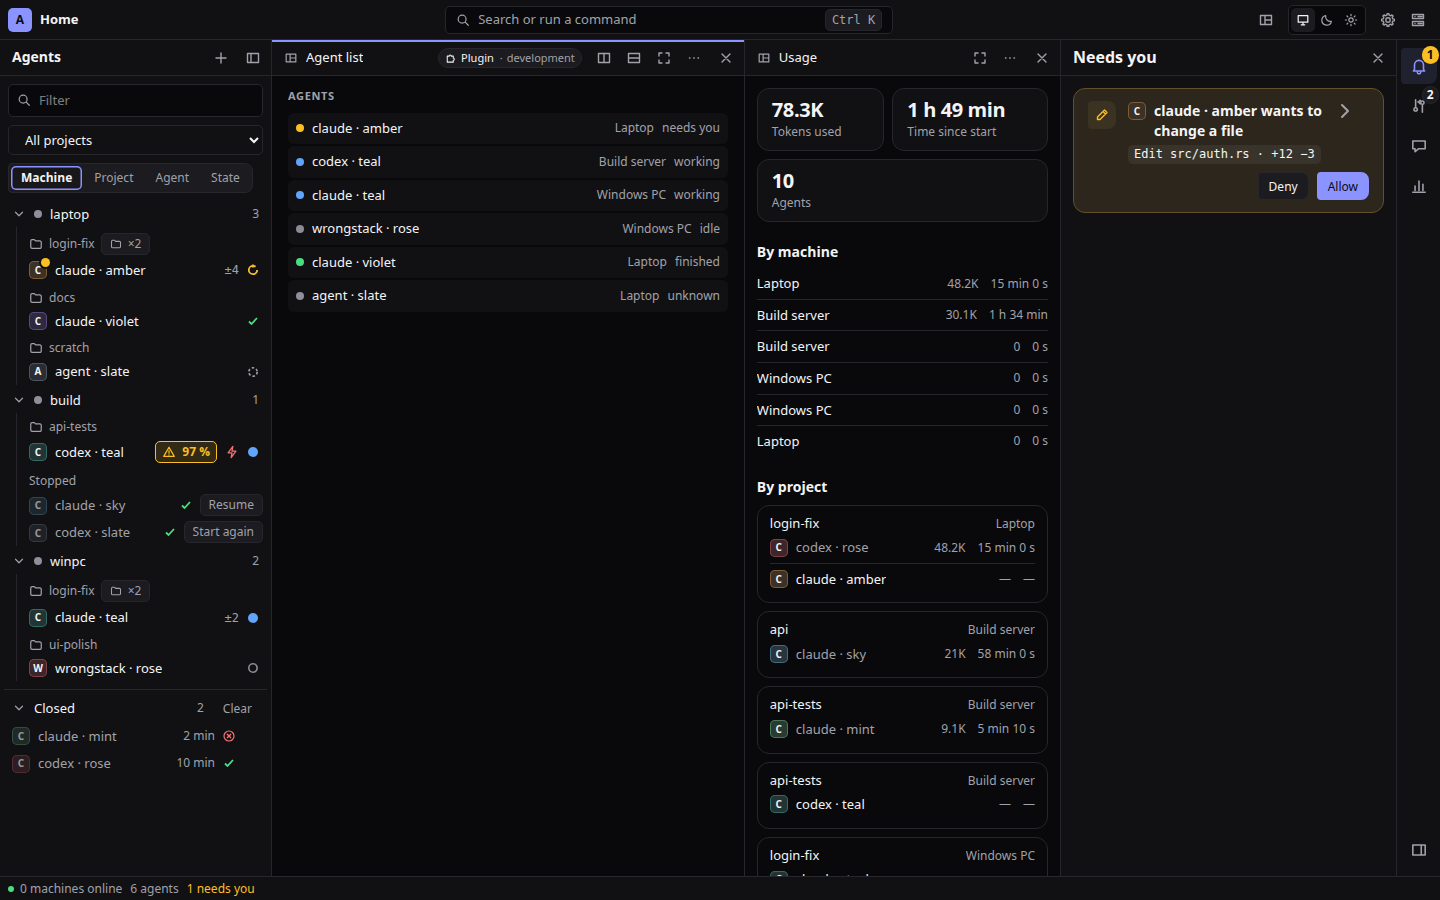 A Home
Search or run a command Ctrl K
Agents
Filter
All projects
Machine Project Agent State
laptop 3
login-fix ×2
C claude · amber ±4
docs
C claude · violet
scratch
A agent · slate
build 1
api-tests
C codex · teal 97 %
Stopped
C claude · sky Resume
C codex · slate Start again
winpc 2
login-fix ×2
C claude · teal ±2
ui-polish
W wrongstack · rose
Closed 2 Clear
C claude · mint 2 min
C codex · rose 10 min
Agent list Plugin · development
AGENTS
claude · amber Laptop needs you
codex · teal Build server working
claude · teal Windows PC working
wrongstack · rose Windows PC idle
claude · violet Laptop finished
agent · slate Laptop unknown
Usage
78.3K
Tokens used
1 h 49 min
Time since start
10
Agents
By machine
Laptop 48.2K 15 min 0 s
Build server 30.1K 1 h 34 min
Build server 0 0 s
Windows PC 0 0 s
Windows PC 0 0 s
Laptop 0 0 s
By project
login-fix Laptop
C codex · rose 48.2K 15 min 0 s
C claude · amber — —
api Build server
C claude · sky 21K 58 min 0 s
api-tests Build server
C claude · mint 9.1K 5 min 10 s
api-tests Build server
C codex · teal — —
login-fix Windows PC
Needs you
C claude · amber wants to
change a file
Edit src/auth.rs · +12 −3
Deny Allow
1
2
0 machines online 6 agents 1 needs you